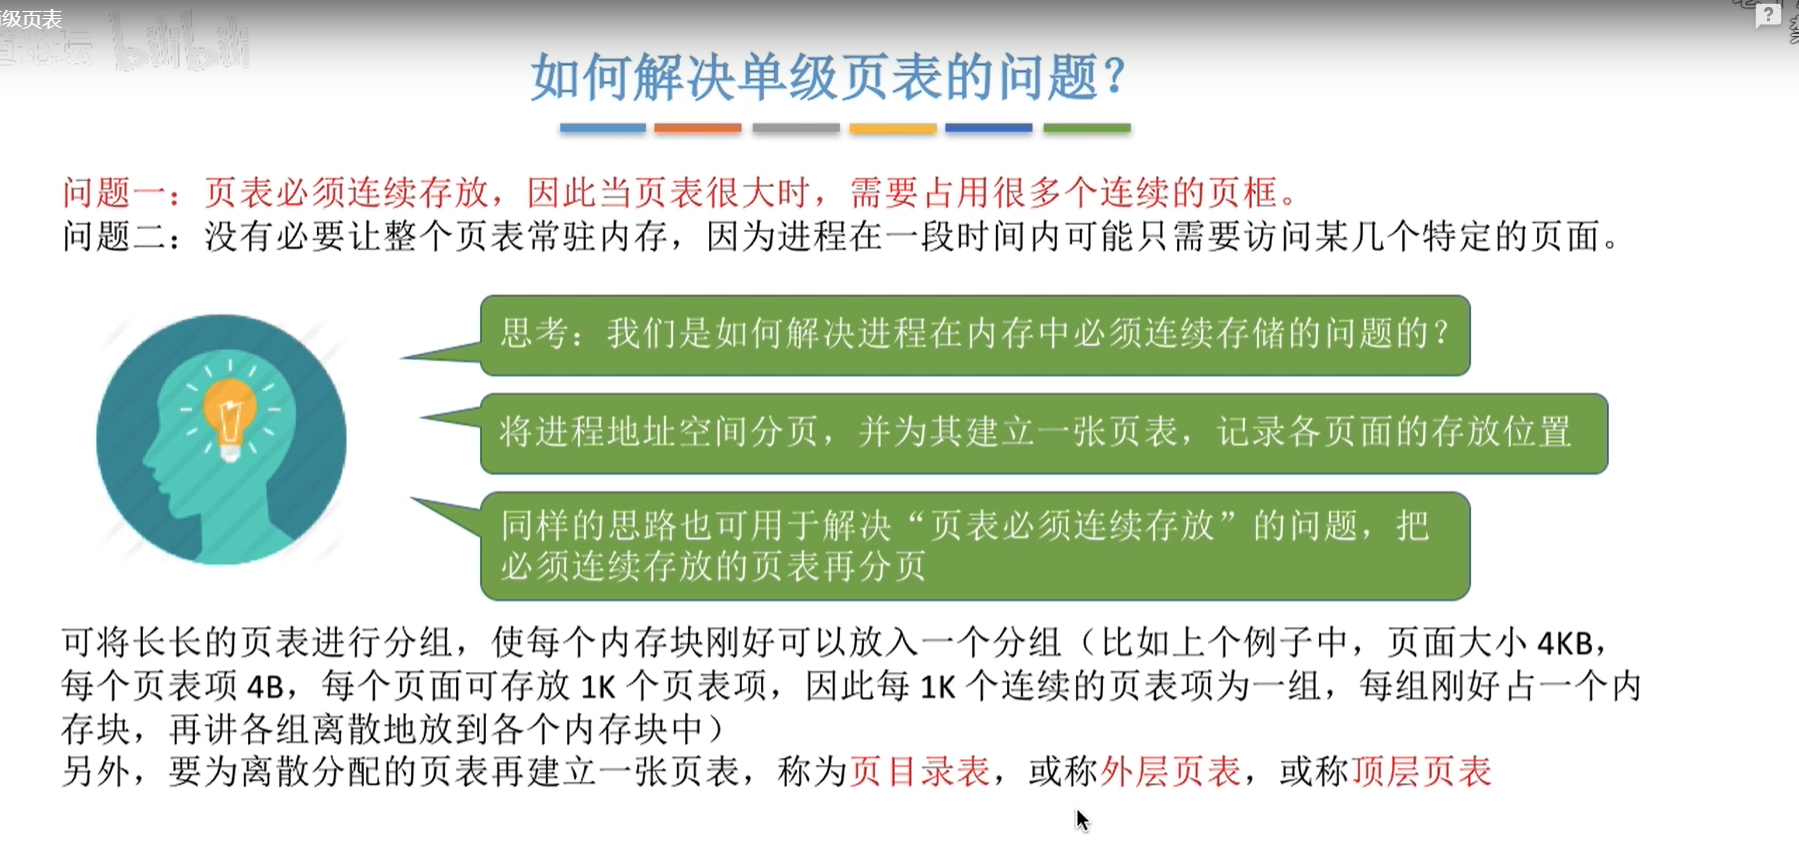 级页表
bilibili
如何解决单级页表的问题？
问题一：页表必须连续存放，因此当页表很大时，需要占用很多个连续的页框。
问题二：没有必要让整个页表常驻内存，因为进程在一段时间内可能只需要访问某几个特定的页面。
思考：我们是如何解决进程在内存中必须连续存储的问题的？
将进程地址空间分页，并为其建立一张页表，记录各页面的存放位置
同样的思路也可用于解决“页表必须连续存放”的问题，把
必须连续存放的页表再分页
可将长长的页表进行分组，使每个内存块刚好可以放入一个分组（比如上个例子中，页面大小 4KB，
每个页表项 4B，每个页面可存放 1K 个页表项，因此每 1K 个连续的页表项为一组，每组刚好占一个内
存块，再讲各组离散地放到各个内存块中）
另外，要为离散分配的页表再建立一张页表，称为页目录表，或称外层页表，或称顶层页表